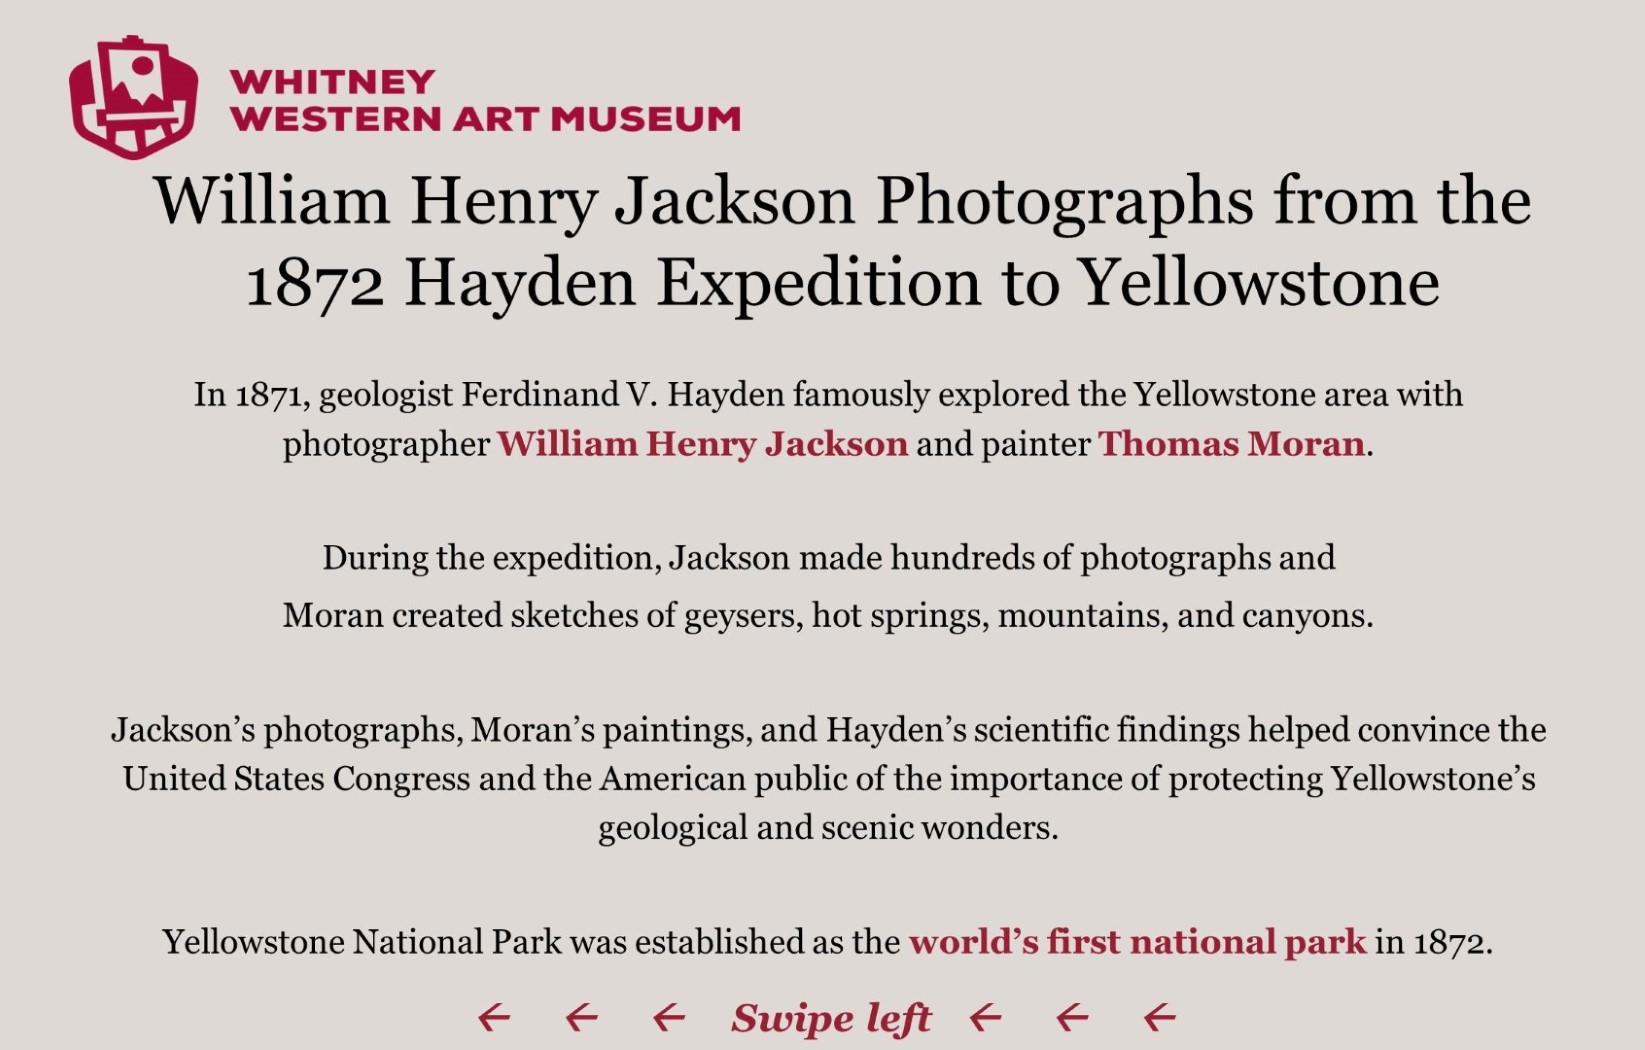 WHITNEY
WESTERN ART MUSEUM
William Henry Jackson Photographs from the
1872 Hayden Expedition to Yellowstone
In 1871, geologist Ferdinand V. Hayden famously explored the Yellowstone area with
photographer William Henry Jackson and painter Thomas Moran.
During the expedition, Jackson made hundreds of photographs and
Moran created sketches of geysers, hot springs, mountains, and canyons.
Jackson’s photographs, Moran’s paintings, and Hayden’s scientific findings helped convince the
United States Congress and the American public of the importance of protecting Yellowstone’s
geological and scenic wonders.
Yellowstone National Park was established as the world’s first national park in 1872.
← ← ← Swipe left ← ← ←